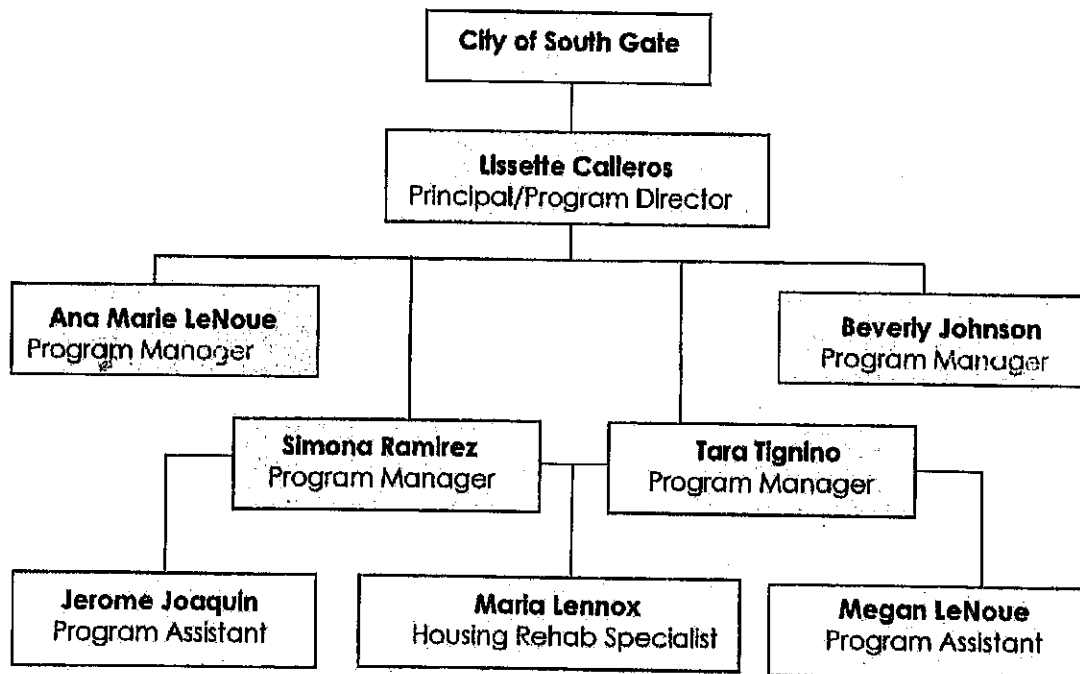 City of South Gate
Lissette Calleros
Principal/Program Director
Ana Marie LeNoue
Program Manager
Beverly Johnson
Program Manager
Simona Ramirez
Program Manager
Tara Tignino
Program Manager
Jerome Joaquin
Program Assistant
Maria Lennox
Housing Rehab Specialist
Megan LeNoue
Program Assistant